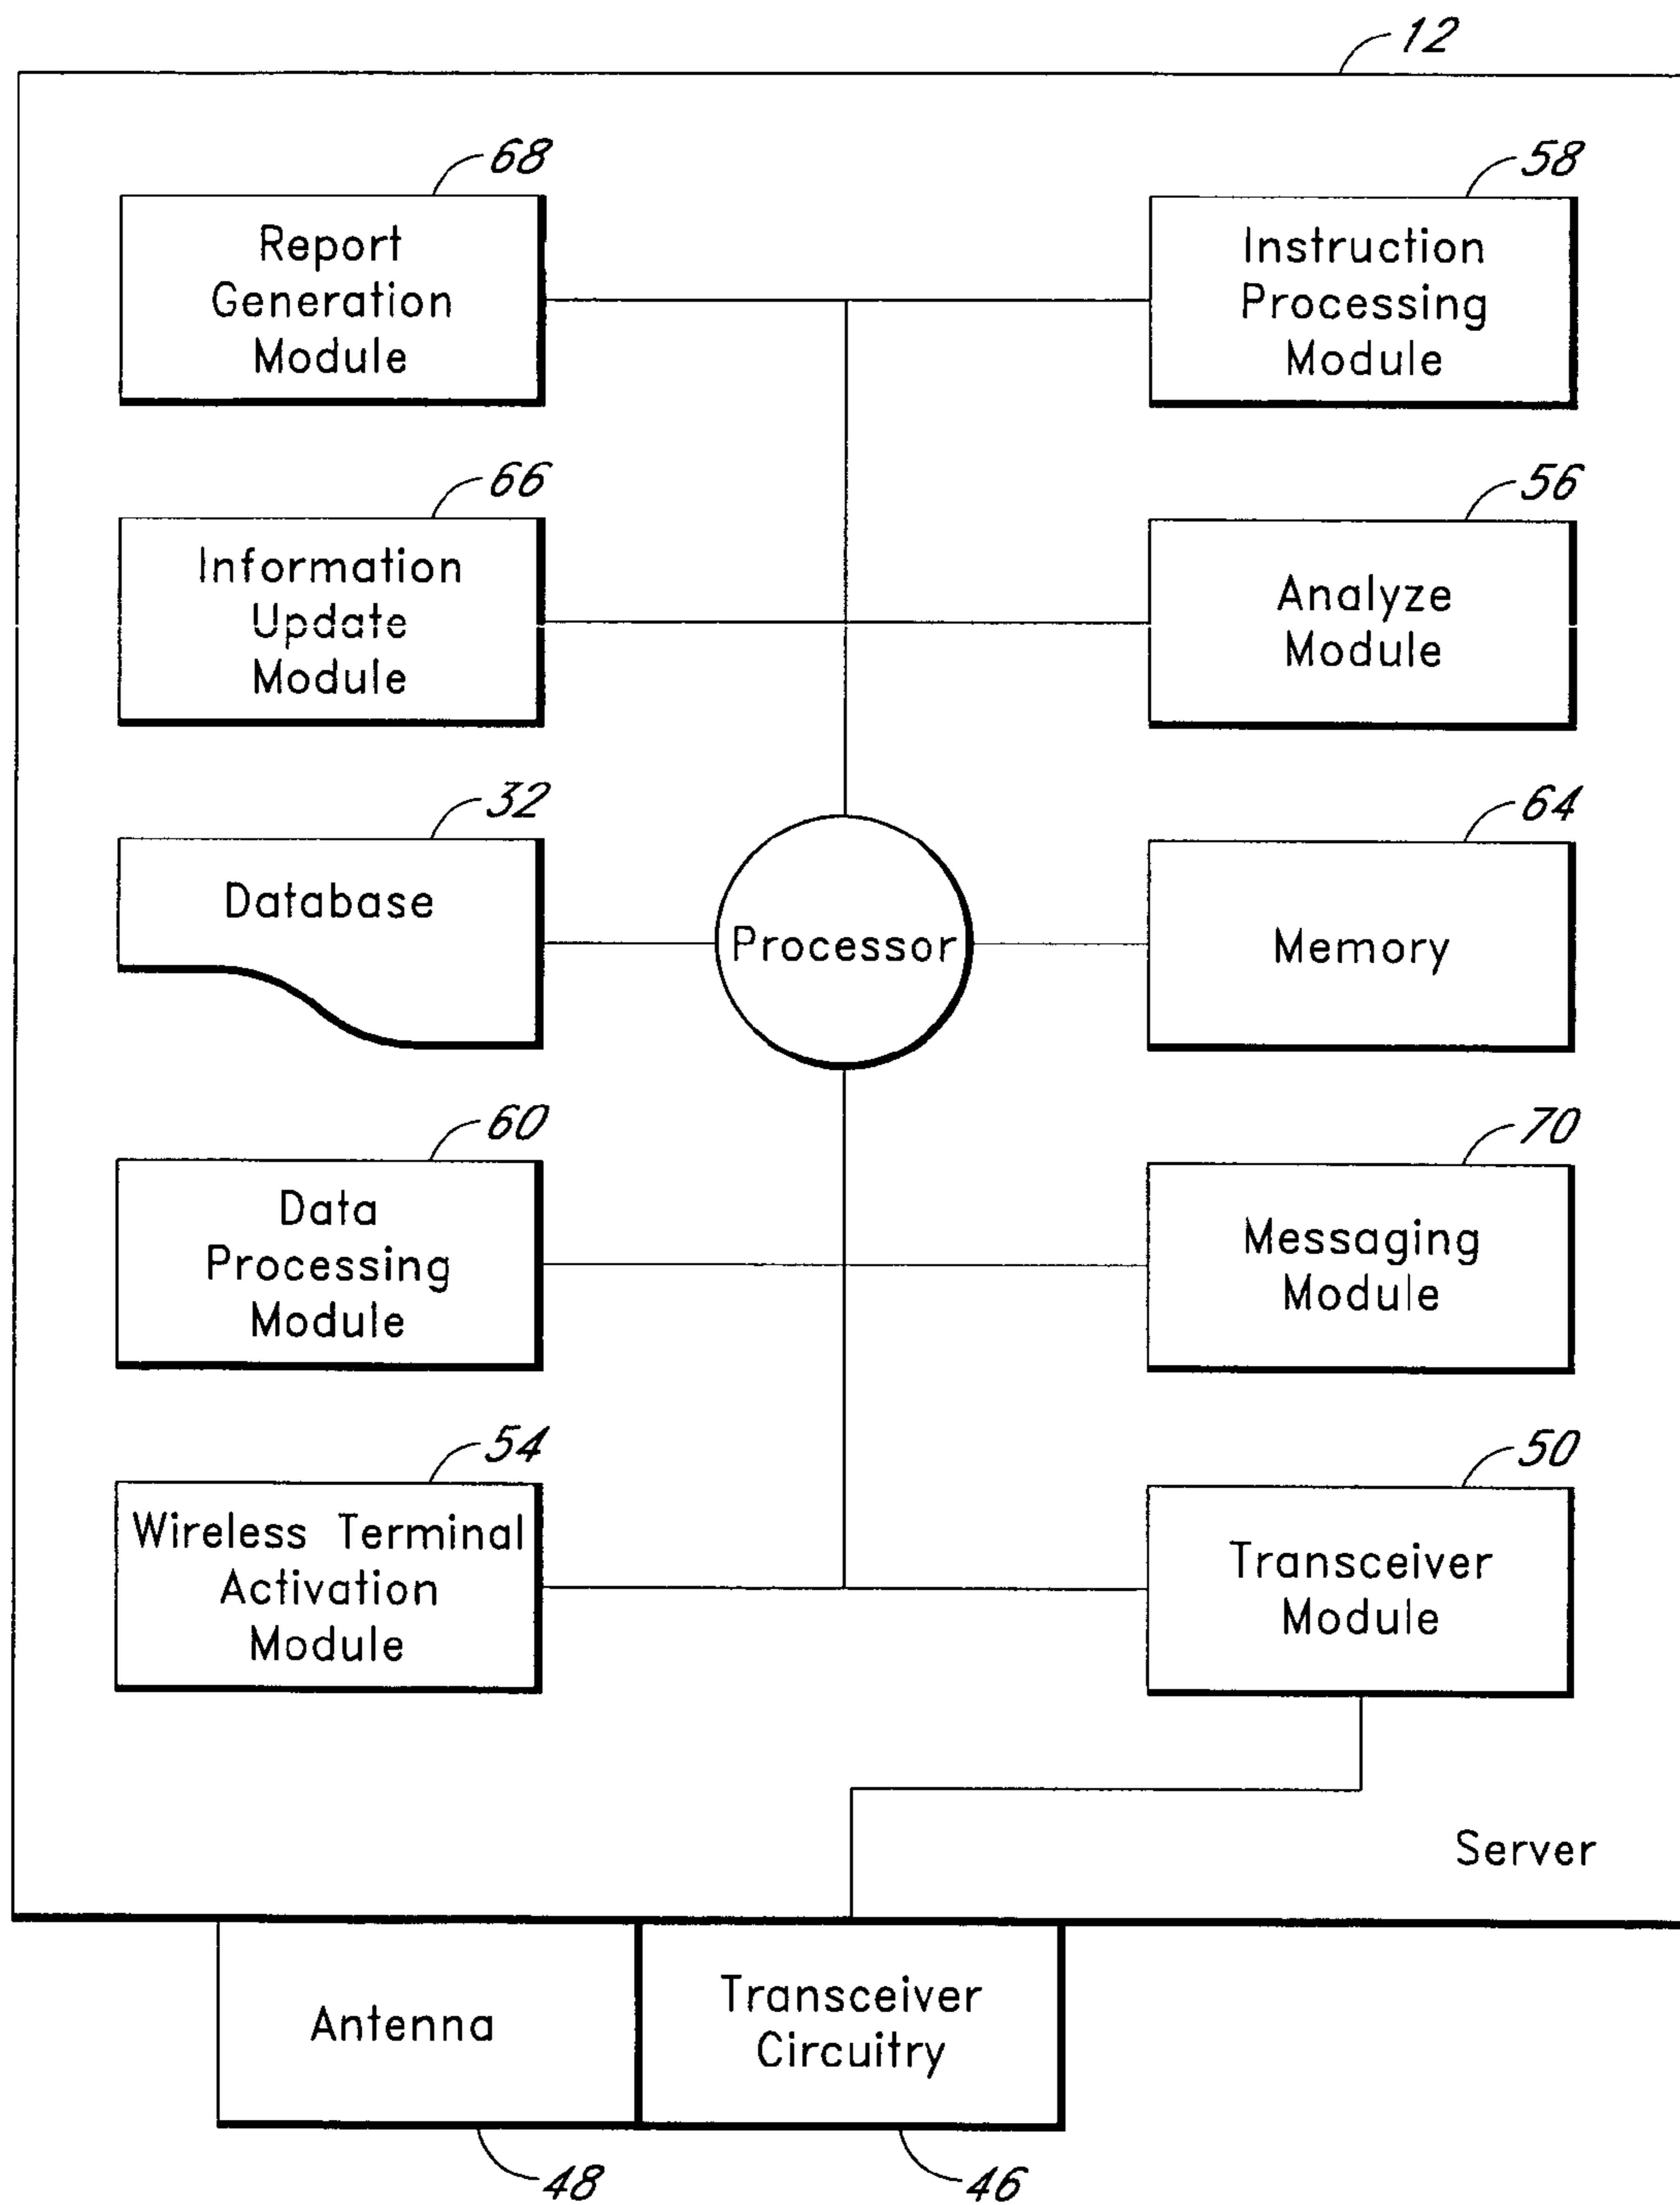 12
68
Report
Generation
Module
58
Instruction
Processing
Module
66
Information
Update
Module
56
Analyze
Module
32
Database
Processor
64
Memory
60
Data
Processing
Module
70
Messaging
Module
54
Wireless Terminal
Activation
Module
50
Transceiver
Module
Server
Antenna
Transceiver
Circuitry
48
46